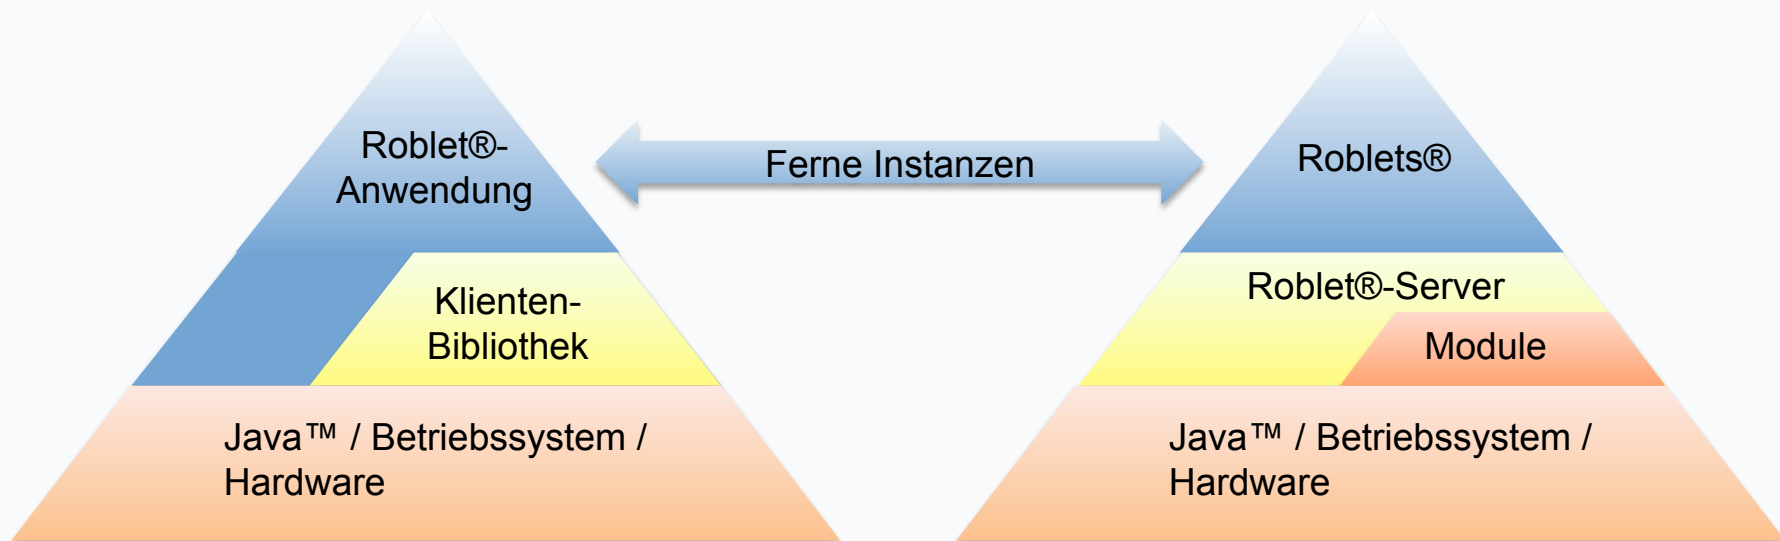 Roblet®-
Anwendung
Ferne Instanzen
Roblets®
Klienten-
Bibliothek
Roblet®-Server
Module
Java™ / Betriebssystem /
Hardware
Java™ / Betriebssystem /
Hardware